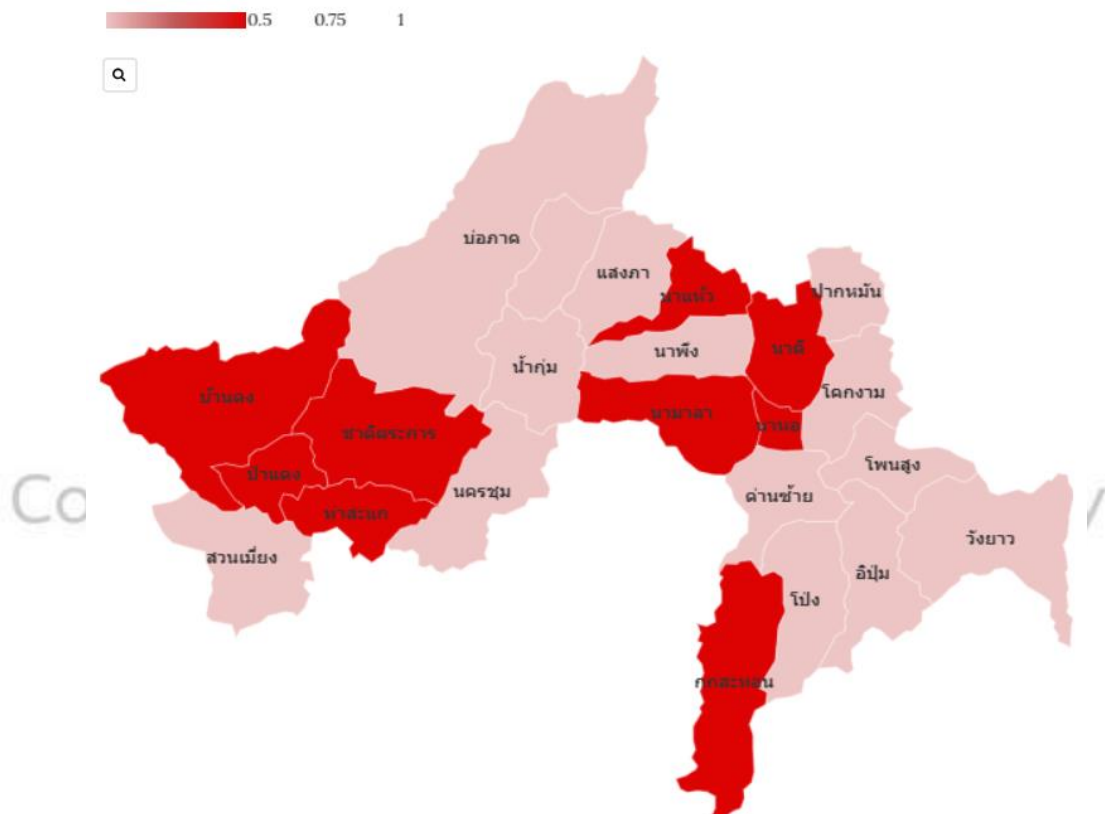 0.5 0.75 1
บ่อภาค
แสงภา
นาแห้ว
ปากหมัน
น้ำกุ่ม
นาพึง
นาดี
โคกงาม
บ้านดง
ชาติตระการ
นามาลา
นาหอ
ป่าแดง
นครชุม
โพนสูง
ด่านซ้าย
ท่าสะแก
สวนเมี่ยง
วังยาว
อิปุ่ม
โป่ง
กกสะทอน
Co